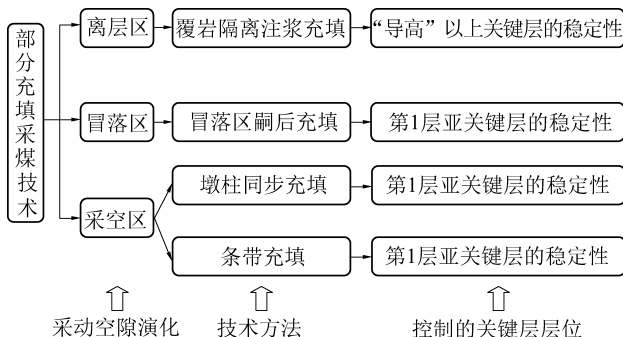 部分充填采煤技术
离层区
覆岩隔离注浆充填
“导高”以上关键层的稳定性
冒落区
冒落区嗣后充填
第1层亚关键层的稳定性
采空区
墩柱同步充填
第1层亚关键层的稳定性
条带充填
第1层亚关键层的稳定性
采动空隙演化
技术方法
控制的关键层层位